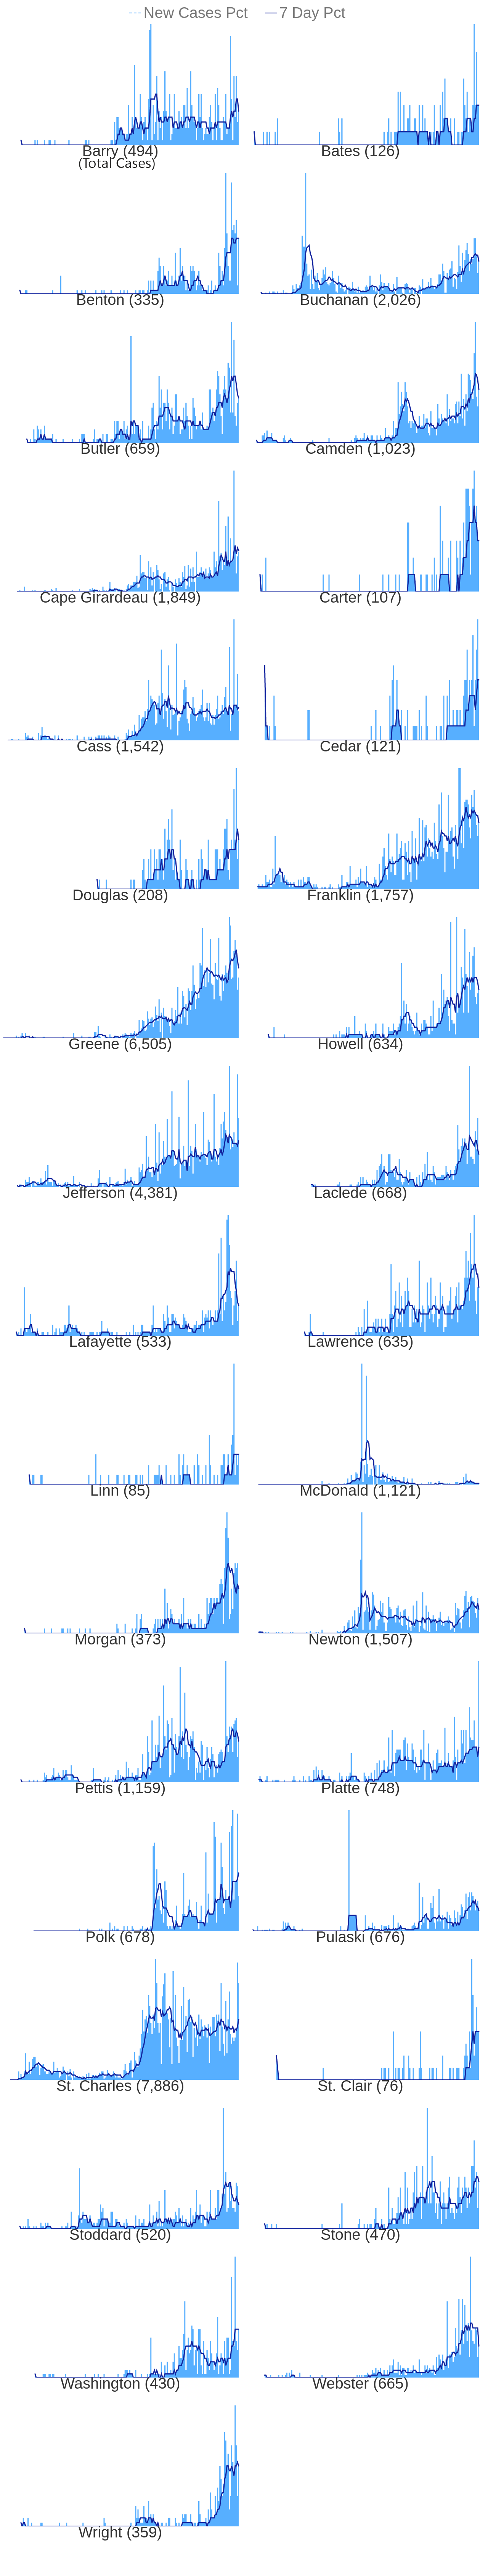 New Cases Pct 7 Day Pct
Barry (494) Bates (126)
(Total Cases)
Benton (335) Buchanan (2,026)
Butler (659) Camden (1,023)
Cape Girardeau (1,849) Carter (107)
Cass (1,542) Cedar (121)
Douglas (208) Franklin (1,757)
Greene (6,505) Howell (634)
Jefferson (4,381) Laclede (668)
Lafayette (533) Lawrence (635)
Linn (85) McDonald (1,121)
Morgan (373) Newton (1,507)
Pettis (1,159) Platte (748)
Polk (678) Pulaski (676)
St. Charles (7,886) St. Clair (76)
Stoddard (520) Stone (470)
Washington (430) Webster (665)
Wright (359)